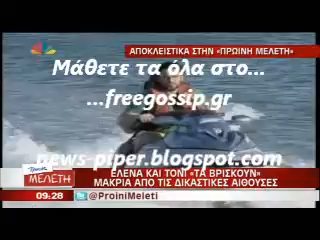 ΑΠΟΚΛΕΙΣΤΙΚΑ ΣΤΗΝ «ΠΡΩΙΝΗ ΜΕΛΕΤΗ»
Μάθετε τα όλα στο...
...freegossip.gr
news-piper.blogspot.com
ΕΛΕΝΑ ΚΑΙ ΤΟΝΙ «ΤΑ ΒΡΙΣΚΟΥΝ»
ΜΑΚΡΙΑ ΑΠΟ ΤΙΣ ΔΙΚΑΣΤΙΚΕΣ ΑΙΘΟΥΣΕΣ
Πρωινή
ΜΕΛΕΤΗ
09:28 @ProiniMeleti